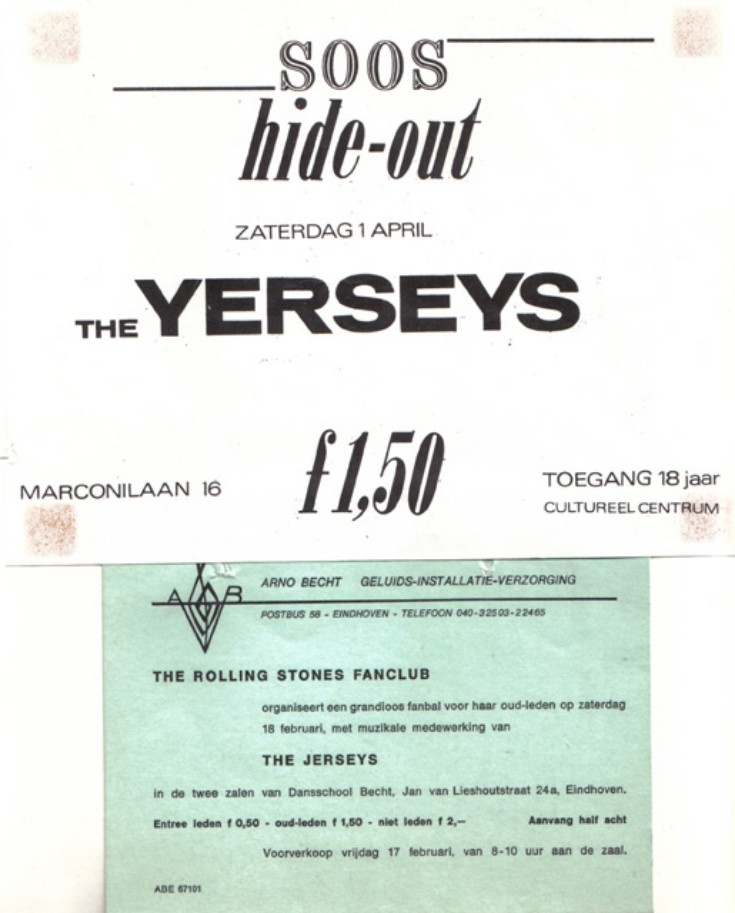 SOOS
hide-out
ZATERDAG 1 APRIL
THE YERSEYS
f 1,50
MARCONILAAN 16
TOEGANG 18 jaar
CULTUREEL CENTRUM
A B
ARNO BECHT GELUIDS-INSTALLATIE-VERZORGING
POSTBUS 58 - EINDHOVEN - TELEFOON 040-32503-22465
THE ROLLING STONES FANCLUB
organiseert een grandioos fanbal voor haar oud-leden op zaterdag
18 februari, met muzikale medewerking van
THE JERSEYS
in de twee zalen van Dansschool Becht, Jan van Lieshoutstraat 24a, Eindhoven.
Entree leden f 0,50 - oud-leden f 1,50 - niet leden f 2,— Aanvang half acht
Voorverkoop vrijdag 17 februari, van 8-10 uur aan de zaal.
ABE 67101